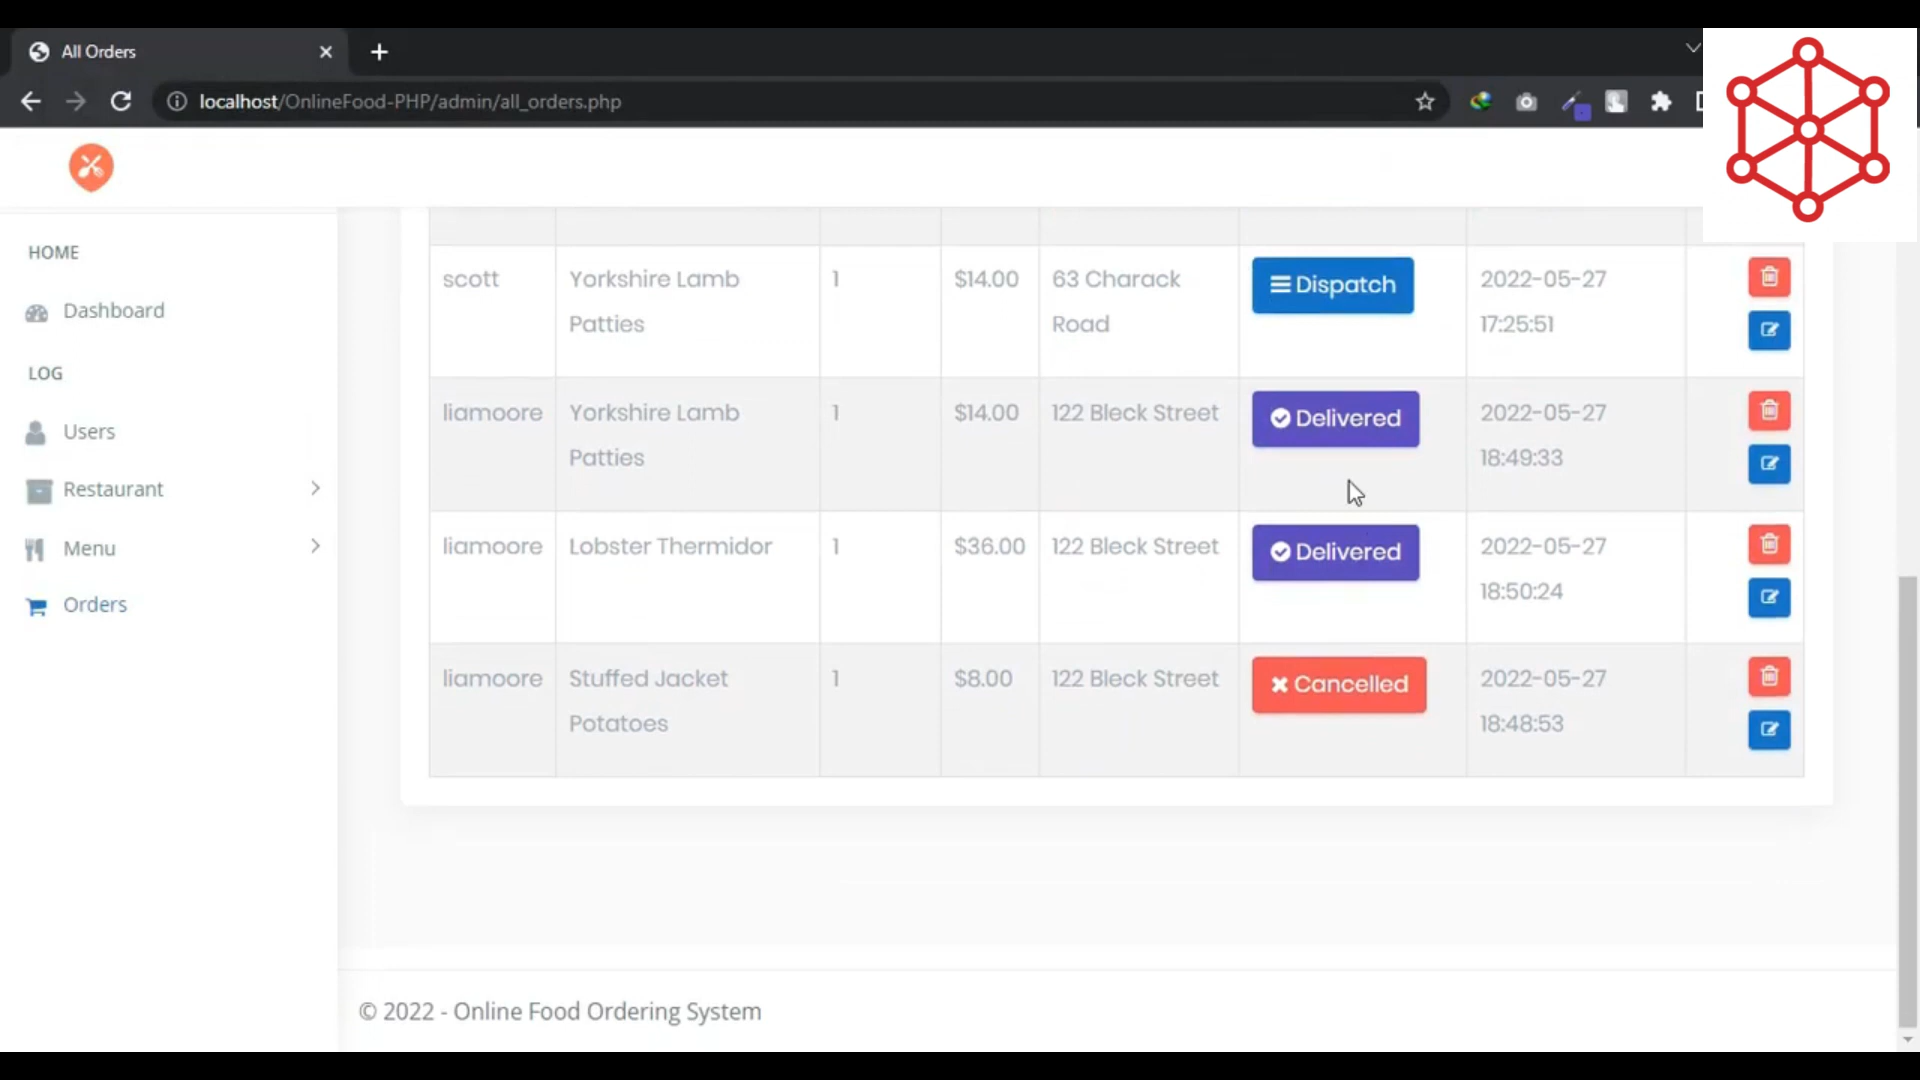 All Orders
localhost/OnlineFood-PHP/admin/all_orders.php
HOME
Dashboard
LOG
Users
Restaurant
Menu
Orders
scott Yorkshire Lamb 1 $14.00 63 Charack Dispatch 2022-05-27
Patties Road 17:25:51
liamoore Yorkshire Lamb 1 $14.00 122 Bleck Street Delivered 2022-05-27
Patties 18:49:33
liamoore Lobster Thermidor 1 $36.00 122 Bleck Street Delivered 2022-05-27
18:50:24
liamoore Stuffed Jacket 1 $8.00 122 Bleck Street Cancelled 2022-05-27
Potatoes 18:48:53
© 2022 - Online Food Ordering System